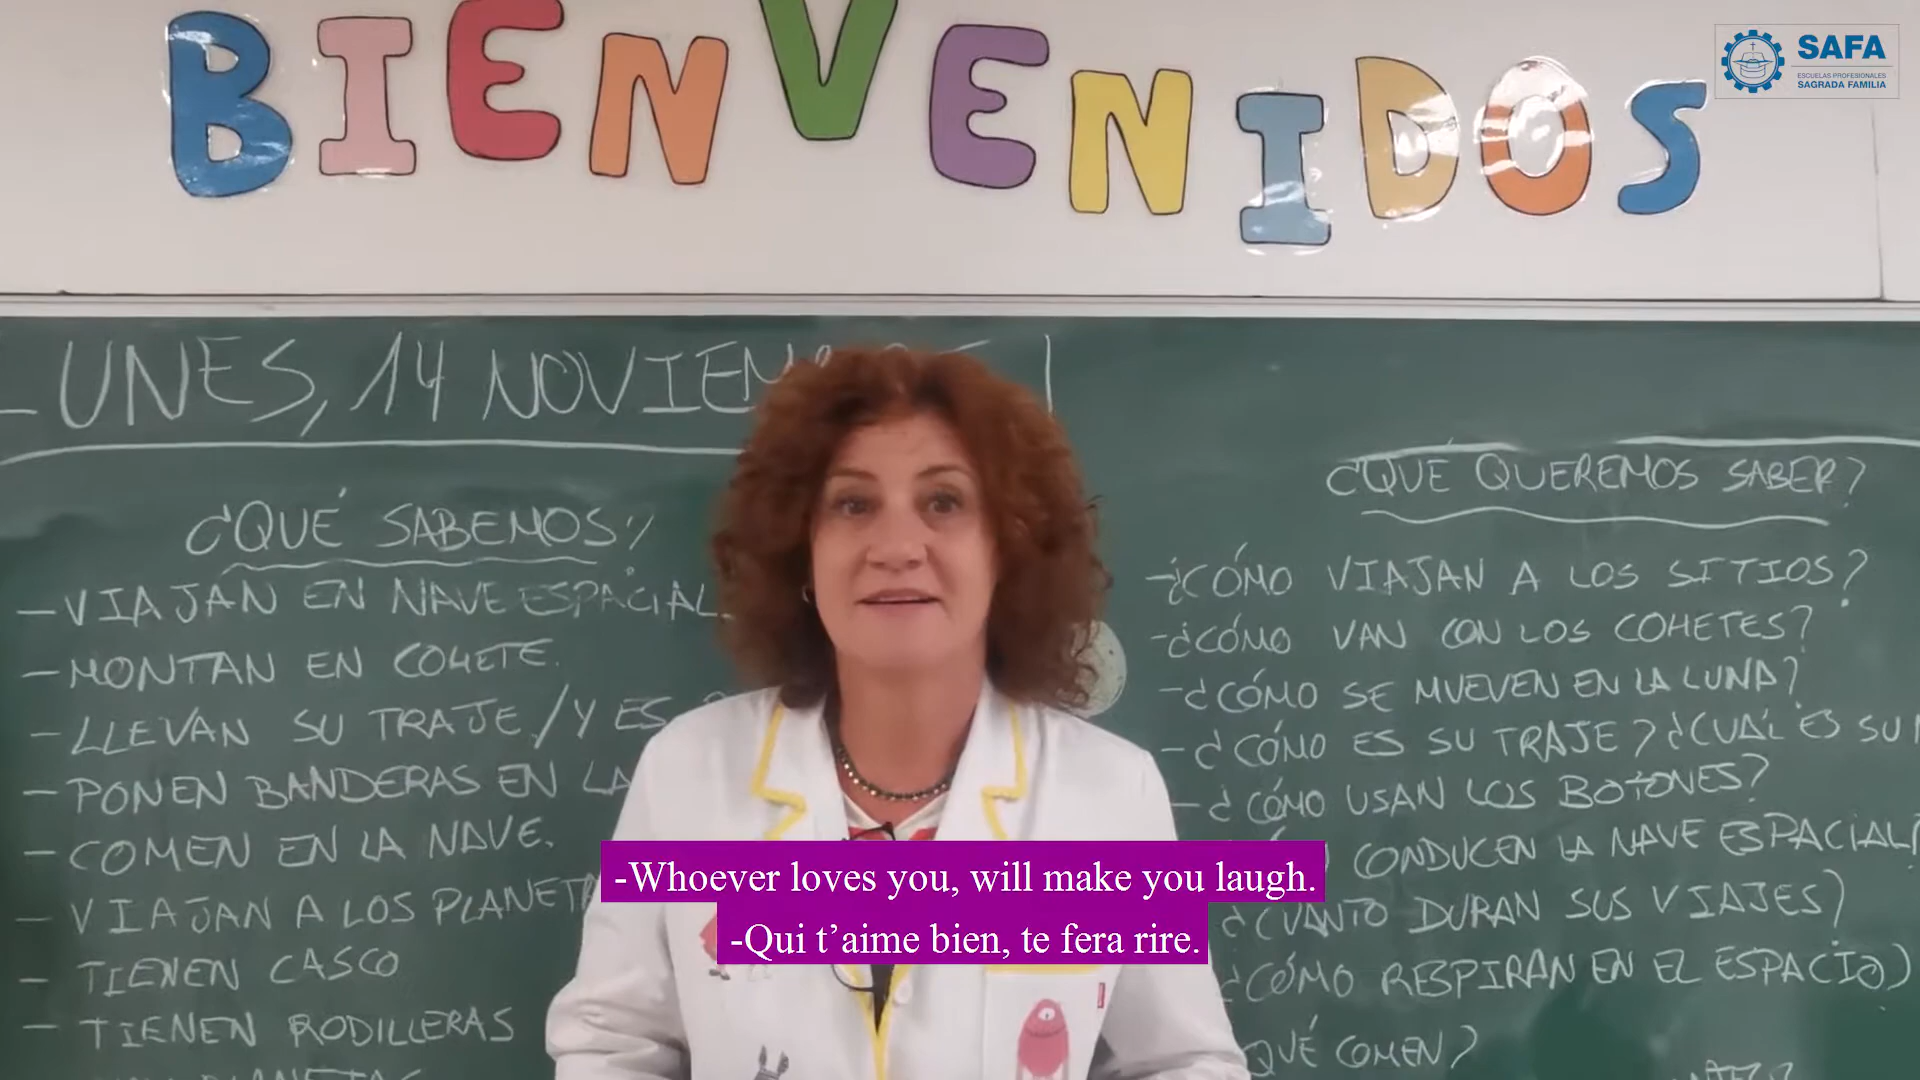 BIENVENIDOS
SAFA
ESCUELAS PROFESIONALES
SAGRADA FAMILIA
LUNES, 14
¿QUÉ SABEMOS?
- VIAJAN EN NAVE ESPACIAL.
- MONTAN EN COHETE.
- LLEVAN SU TRAJE / Y ES
- PONEN BANDERAS EN LA
- COMEN EN LA NAVE.
- VIAJAN A LOS
- TIENEN CASCO
- TIENEN RODILLERAS
¿QUE QUEREMOS SABER?
- ¿CÓMO VIAJAN A LOS SITIOS?
- ¿CÓMO VAN CON LOS COHETES?
- ¿CÓMO SE MUEVEN EN LA LUNA?
- ¿CÓMO ES SU TRAJE? ¿CUÁL ES SU
- ¿CÓMO USAN LOS BOTONES?
CONDUCEN LA NAVE ESPACIAL
¿CUÁNTO DURAN SUS VIAJES?
¿CÓMO RESPIRAN EN EL ESPACIO?
QUÉ COMEN?
-Whoever loves you, will make you laugh.
-Qui t’aime bien, te fera rire.